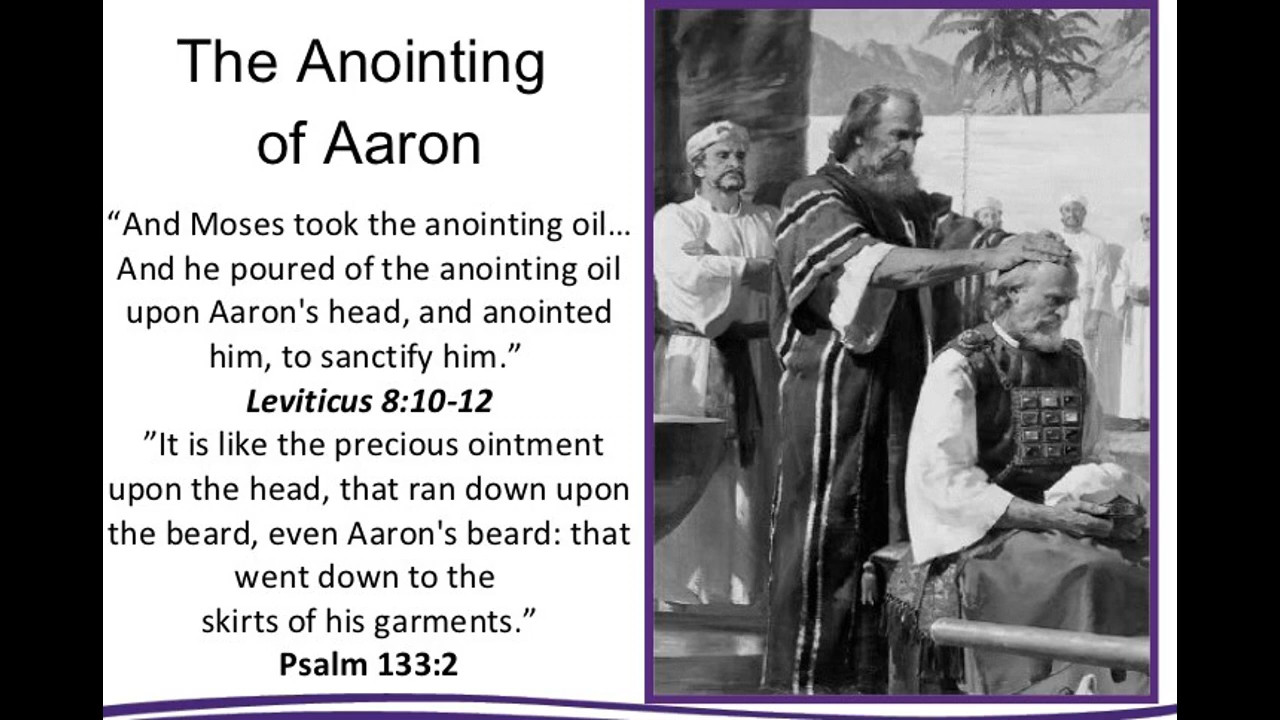 The Anointing
of Aaron
“And Moses took the anointing oil…
And he poured of the anointing oil
upon Aaron's head, and anointed
him, to sanctify him.”
Leviticus 8:10-12
”It is like the precious ointment
upon the head, that ran down upon
the beard, even Aaron's beard: that
went down to the
skirts of his garments.”
Psalm 133:2